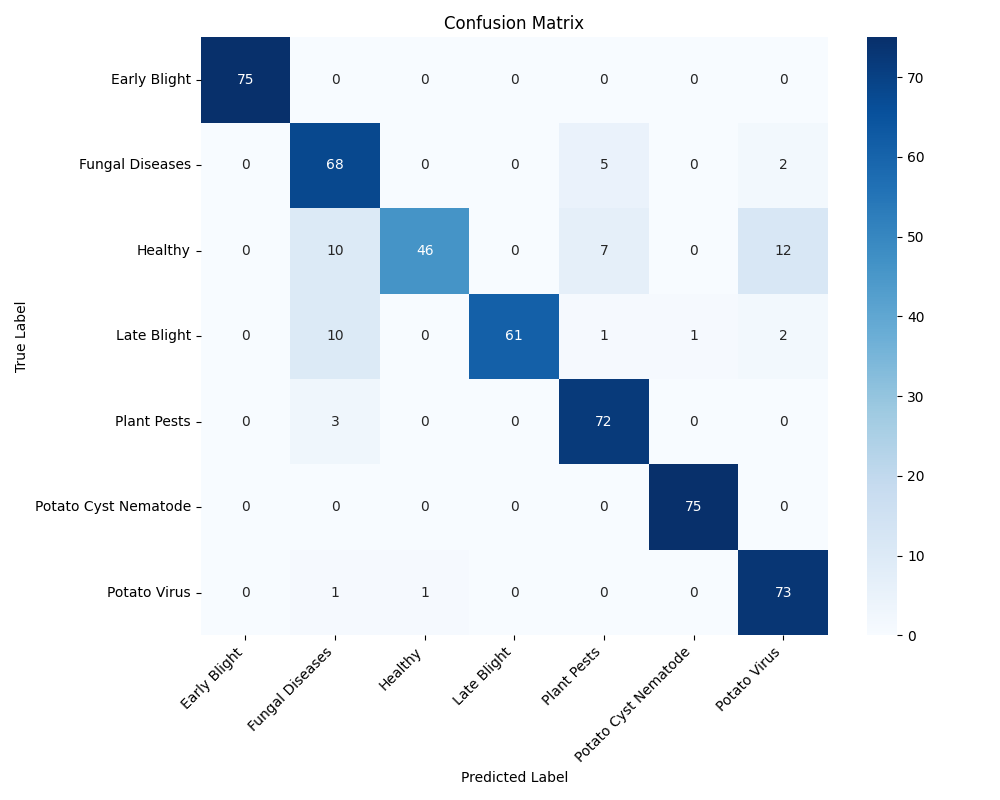 Confusion Matrix
Early Blight 75 0 0 0 0 0 0 70
Fungal Diseases 0 68 0 0 5 0 2 60
50
Healthy 0 10 46 0 7 0 12
40
True Label
Late Blight 0 10 0 61 1 1 2
30
Plant Pests 0 3 0 0 72 0 0
20
Potato Cyst Nematode 0 0 0 0 0 75 0
10
Potato Virus 0 1 1 0 0 0 73
0
Early Blight
Fungal Diseases
Healthy
Late Blight
Plant Pests
Potato Cyst Nematode
Potato Virus
Predicted Label